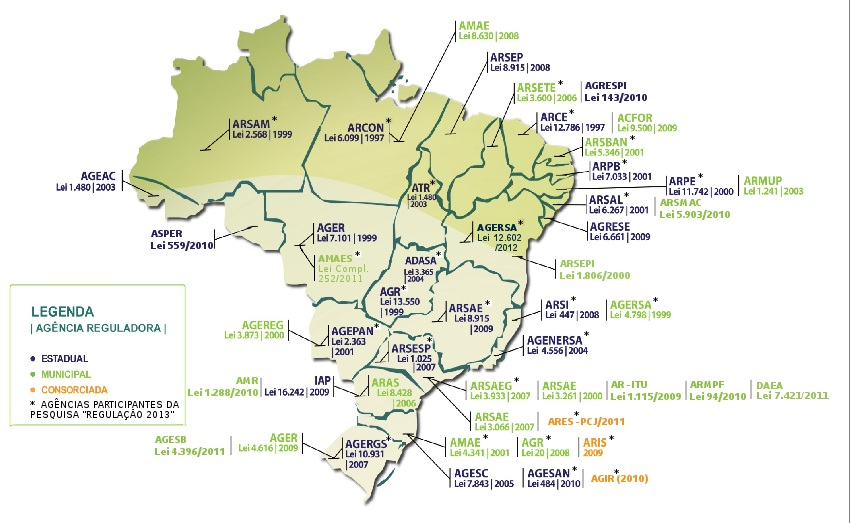 AMAE
Lei 8.630|2008
ARSEP
Lei 8.915|2008
ARSETE *
Lei 3.600|2006
AGRESPI
Lei 143/2010
ARSAM *
Lei 2.568|1999
ARCON *
Lei 6.099|1997
ARCE *
Lei 12.786|1997
ACFOR
Lei 9.500|2009
ARSBAN *
Lei 5.346|2001
ARPB *
Lei 7.033|2001
AGEAC
Lei 1.480|2003
ATR *
Lei 1.480
2003
ARPE *
Lei 11.742|2000
ARMUP
Lei 1.241|2003
ARSAL *
Lei 6.267|2001
ARSMAC
Lei 5.903/2010
ASPER
Lei 559/2010
AGER
Lei 7.101|1999
AGERSA *
Lei 12.602
/2012
AGRESE
Lei 6.661|2009
AMAES *
Lei Compl.
252/2011
ADASA *
Lei 3.365
2004
ARSEPI
Lei 1.806/2000
AGR *
Lei 13.550
1999
LEGENDA
| AGÊNCIA REGULADORA |
ESTADUAL
MUNICIPAL
CONSORCIADA
* AGÊNCIAS PARTICIPANTES DA
PESQUISA "REGULAÇÃO 2013"
ARSAE *
Lei 8.915
2009
ARSI *
Lei 447|2008
AGERSA *
Lei 4.798|1999
AGEREG
Lei 3.873|2000
AGEPAN *
Lei 2.363
|2001
ARSESP *
Lei 1.025
|2007
AGENERSA *
Lei 4.556|2004
AMR
Lei 1.288/2010
IAP
Lei 16.242|2009
ARAS
Lei 8.428
2006
ARSAEG *
Lei 3.933|2007
ARSAE
Lei 3.261|2000
AR-ITU
Lei 1.115|2009
ARMPF
Lei 94|2010
DAEA
Lei 7.421/2011
ARSAE
Lei 3.066|2007
ARES -PCJ/2011 *
AGESB
Lei 4.396/2011
AGER
Lei 4.616|2009
AGERGS *
Lei 10.931
|2007
AMAE *
Lei 4.341|2001
AGR *
Lei 20|2008
ARIS *
2009
AGESC
Lei 7.843|2005
AGESAN *
Lei 484|2010
AGIR (2010) *